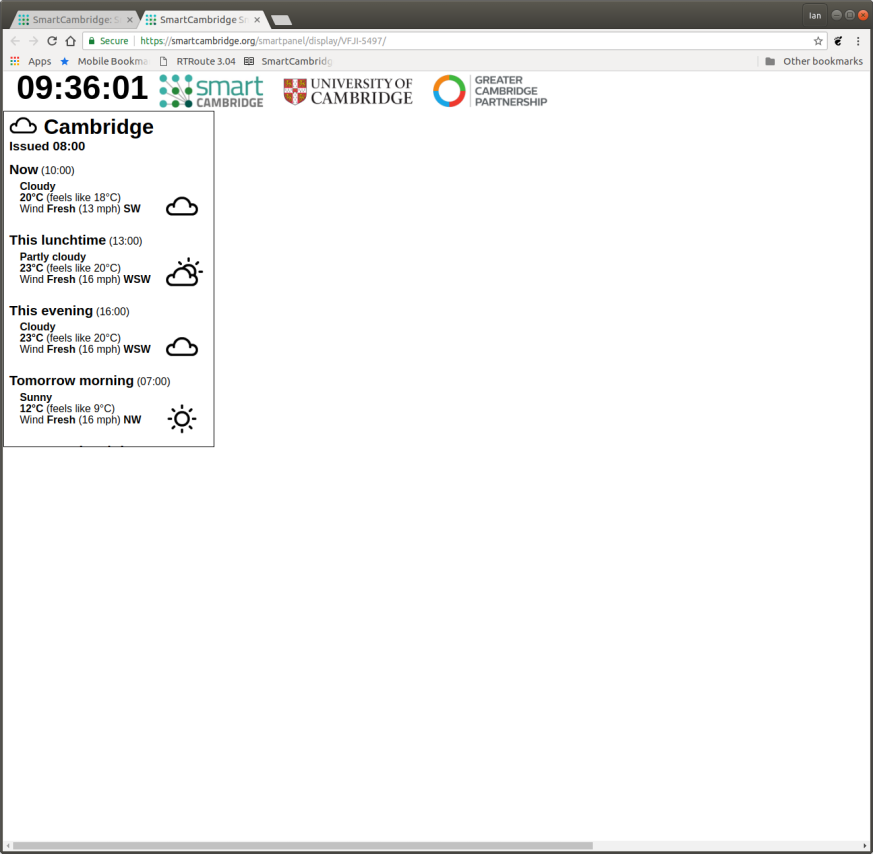 SmartCambridge: S
SmartCambridge Sm
Ian
Secure
https://smartcambridge.org/smartpanel/display/VFJI-5497/
Apps
Mobile Bookma
RTRoute 3.04
SmartCambridg
Other bookmarks
09:36:01
smart
CAMBRIDGE
UNIVERSITY OF
CAMBRIDGE
GREATER
CAMBRIDGE
PARTNERSHIP
Cambridge
Issued 08:00
Now (10:00)
Cloudy
20°C (feels like 18°C)
Wind Fresh (13 mph) SW
This lunchtime (13:00)
Partly cloudy
23°C (feels like 20°C)
Wind Fresh (16 mph) WSW
This evening (16:00)
Cloudy
23°C (feels like 20°C)
Wind Fresh (16 mph) WSW
Tomorrow morning (07:00)
Sunny
12°C (feels like 9°C)
Wind Fresh (16 mph) NW